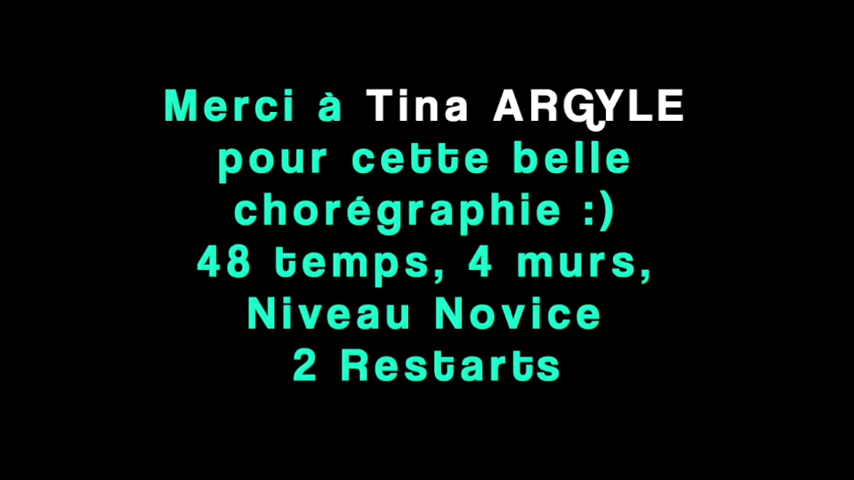 Merci à Tina ARGYLE
pour cette belle
chorégraphie :)
48 temps, 4 murs,
Niveau Novice
2 Restarts